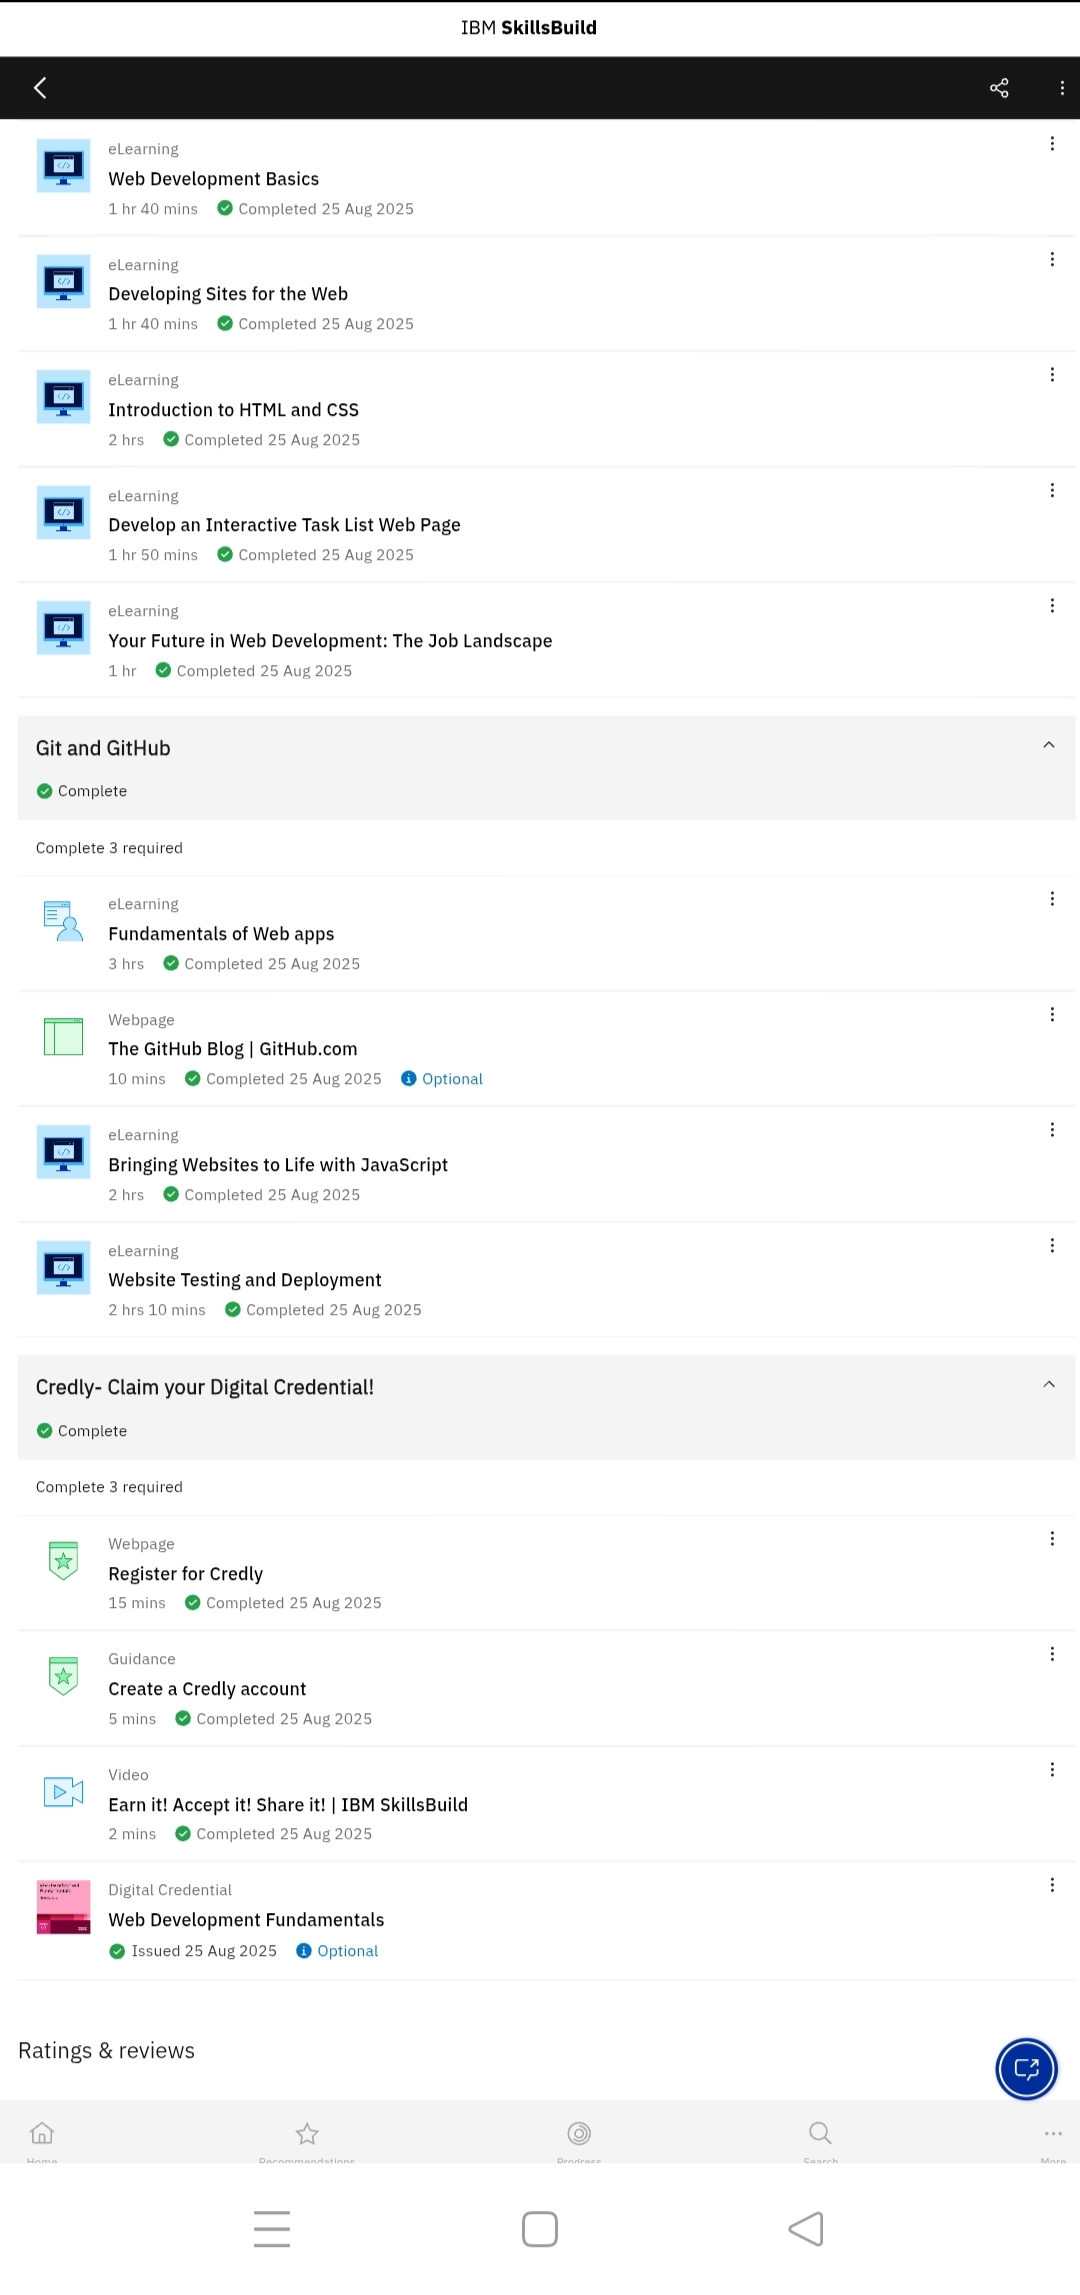 IBM SkillsBuild
eLearning
Web Development Basics
1 hr 40 mins Completed 25 Aug 2025
eLearning
Developing Sites for the Web
1 hr 40 mins Completed 25 Aug 2025
eLearning
Introduction to HTML and CSS
2 hrs Completed 25 Aug 2025
eLearning
Develop an Interactive Task List Web Page
1 hr 50 mins Completed 25 Aug 2025
eLearning
Your Future in Web Development: The Job Landscape
1 hr Completed 25 Aug 2025
Git and GitHub
Complete
Complete 3 required
eLearning
Fundamentals of Web apps
3 hrs Completed 25 Aug 2025
Webpage
The GitHub Blog | GitHub.com
10 mins Completed 25 Aug 2025 Optional
eLearning
Bringing Websites to Life with JavaScript
2 hrs Completed 25 Aug 2025
eLearning
Website Testing and Deployment
2 hrs 10 mins Completed 25 Aug 2025
Credly- Claim your Digital Credential!
Complete
Complete 3 required
Webpage
Register for Credly
15 mins Completed 25 Aug 2025
Guidance
Create a Credly account
5 mins Completed 25 Aug 2025
Video
Earn it! Accept it! Share it! | IBM SkillsBuild
2 mins Completed 25 Aug 2025
Digital Credential
Web Development Fundamentals
Issued 25 Aug 2025 Optional
Ratings & reviews
Home Recommendations Progress Search More